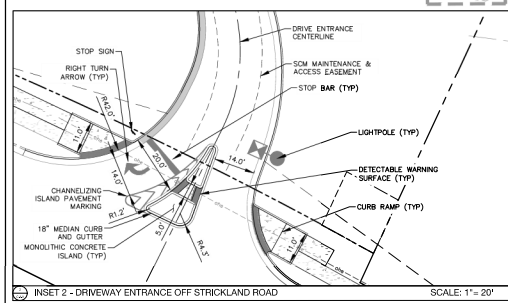 DRIVE ENTRANCE
CENTERLINE
STOP SIGN
SCM MAINTENANCE &
ACCESS EASEMENT
RIGHT TURN
ARROW (TYP)
STOP BAR (TYP)
R42.0'
LIGHTPOLE (TYP)
11.0'
20.0'
14.0'
14.0'
DETECTABLE WARNING
SURFACE (TYP)
CHANNELIZING
ISLAND PAVEMENT
MARKING
CURB RAMP (TYP)
R1.2'
18" MEDIAN CURB
AND GUTTER
5.0'
R4.3'
11.0'
MONOLITHIC CONCRETE
ISLAND (TYP)
ohe
ohe
INSET 2 - DRIVEWAY ENTRANCE OFF STRICKLAND ROAD
SCALE: 1"= 20'